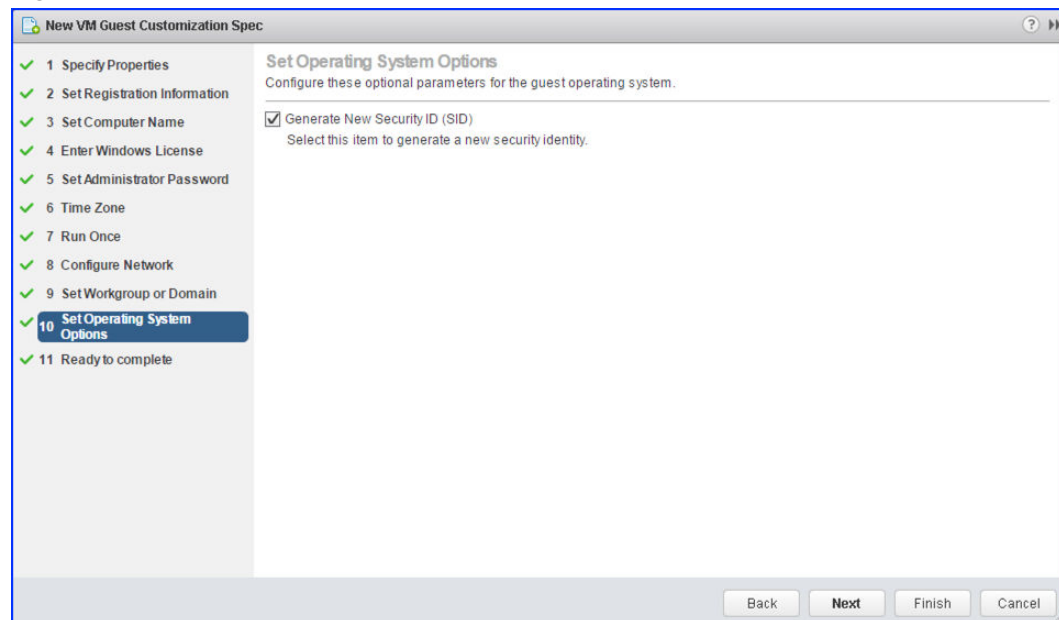 New VM Guest Customization Spec
?
1 Specify Properties
2 Set Registration Information
3 Set Computer Name
4 Enter Windows License
5 Set Administrator Password
6 Time Zone
7 Run Once
8 Configure Network
9 Set Workgroup or Domain
10 Set Operating System
Options
11 Ready to complete
Set Operating System Options
Configure these optional parameters for the guest operating system.
Generate New Security ID (SID)
Select this item to generate a new security identity.
Back Next Finish Cancel